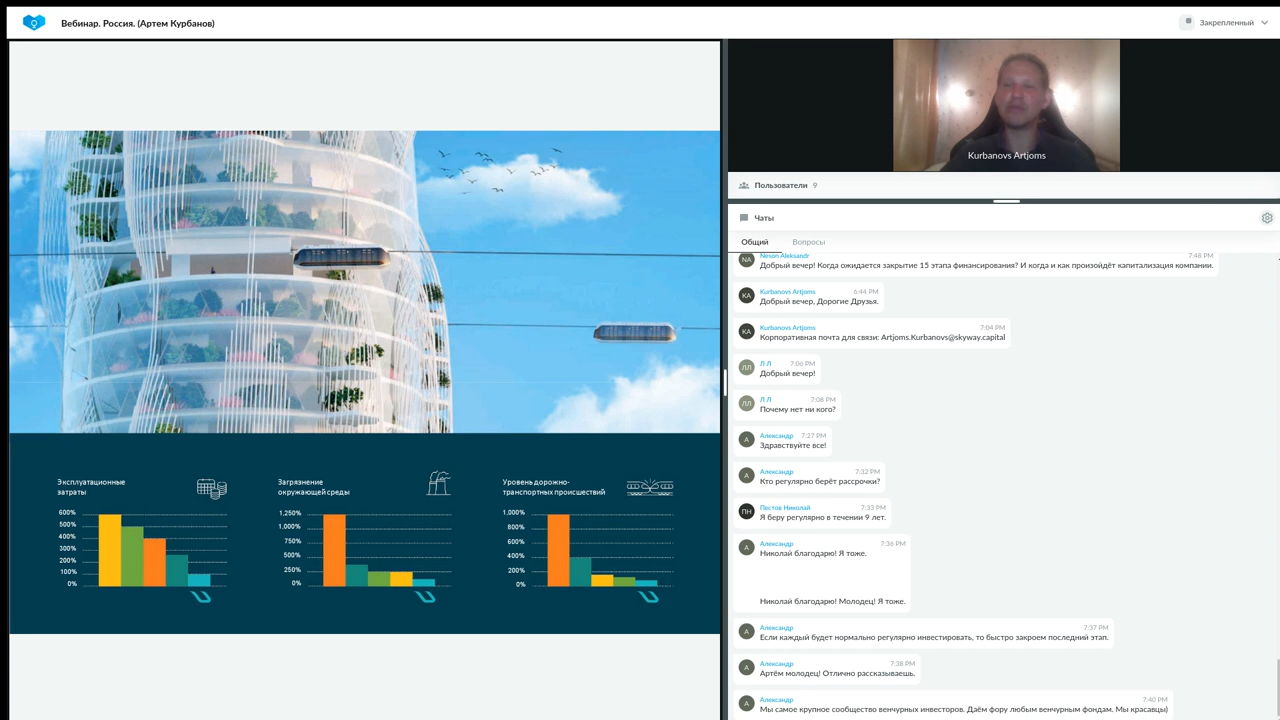 Вебинар. Россия. (Артем Курбанов)
Закрепленный
Эксплуатационные
затраты
600%
500%
400%
300%
200%
100%
0%
Загрязнение
окружающей среды
1,250%
1,000%
750%
500%
250%
0%
Уровень дорожно-
транспортных происшествий
1,000%
800%
600%
400%
200%
0%
Kurbanovs Artjoms
Пользователи 9
Чаты
Общий Вопросы
NA Neson Aleksandr 7:48 PM
Добрый вечер! Когда ожидается закрытие 15 этапа финансирования? И когда и как произойдёт капитализация компании.
KA Kurbanovs Artjoms 6:44 PM
Добрый вечер, Дорогие Друзья.
KA Kurbanovs Artjoms 7:04 PM
Корпоративная почта для связи: Artjoms.Kurbanovs@skyway.capital
ЛЛ Л Л 7:06 PM
Добрый вечер!
ЛЛ Л Л 7:08 PM
Почему нет ни кого?
А Александр 7:27 PM
Здравствуйте все!
А Александр 7:32 PM
Кто регулярно берёт рассрочки?
ПН Пестов Николай 7:33 PM
Я беру регулярно в течении 9 лет.
А Александр 7:36 PM
Николай благодарю! Я тоже.
Николай благодарю! Молодец! Я тоже.
А Александр 7:37 PM
Если каждый будет нормально регулярно инвестировать, то быстро закроем последний этап.
А Александр 7:38 PM
Артём молодец! Отлично рассказываешь.
А Александр 7:40 PM
Мы самое крупное сообщество венчурных инвесторов. Даём фору любым венчурным фондам. Мы красавцы)